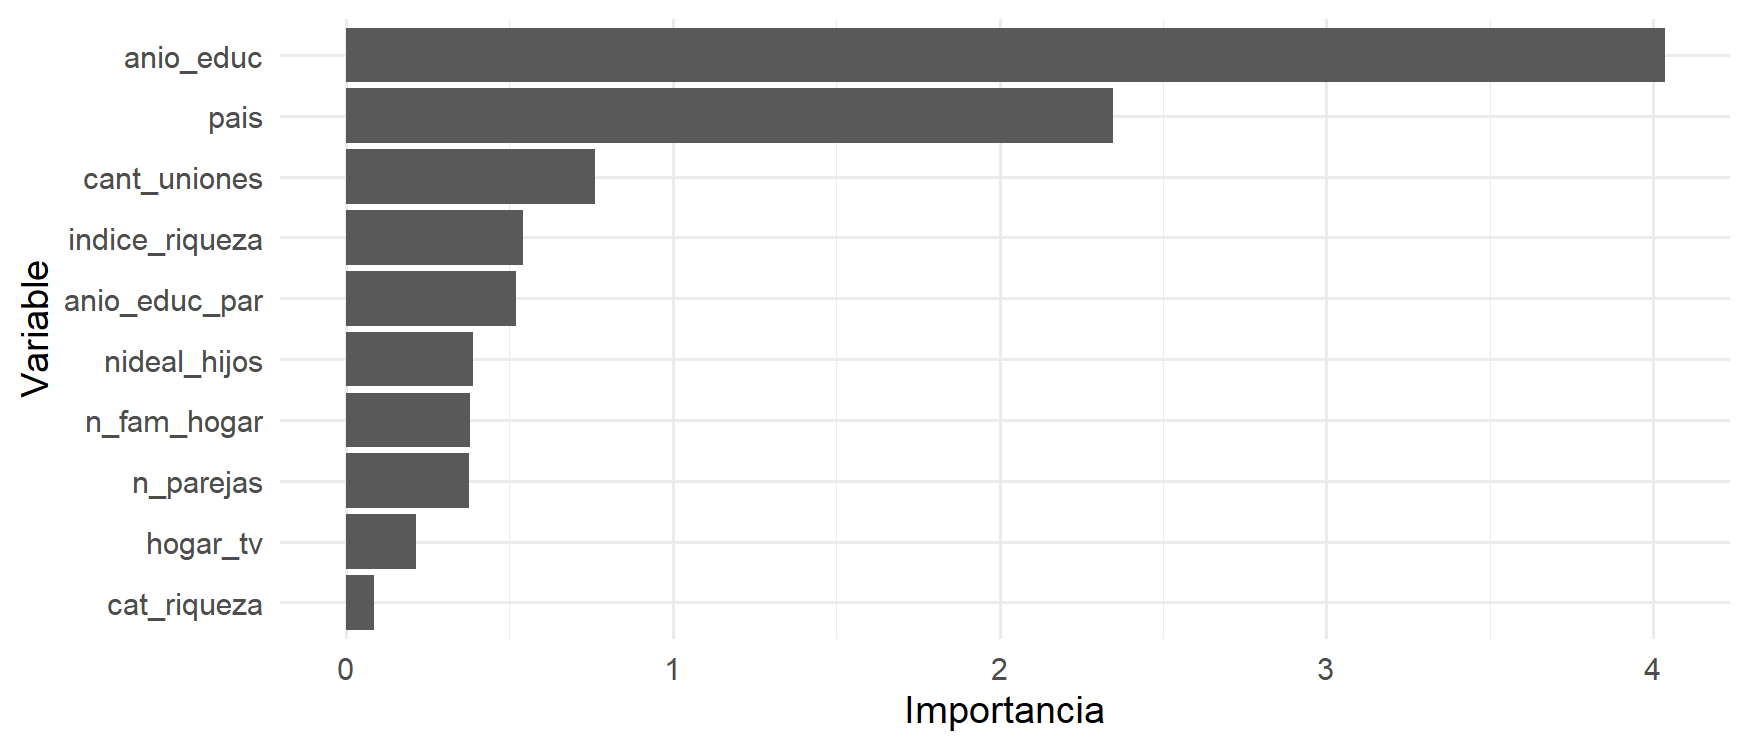 Variable
anio_educ
pais
cant_uniones
indice_riqueza
anio_educ_par
nideal_hijos
n_fam_hogar
n_parejas
hogar_tv
cat_riqueza
0 1 2 3 4
Importancia